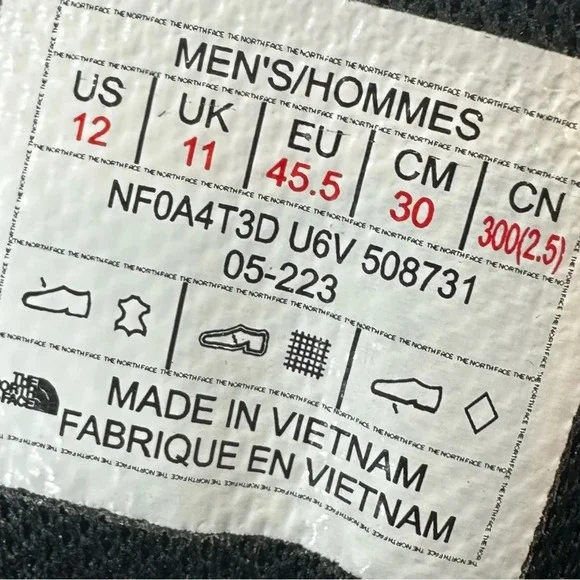 MEN'S/HOMMES
US UK EU CM CN
12 11 45.5 30 300(2.5)
NF0A4T3D U6V 508731
05-223
THE NORTH FACE
MADE IN VIETNAM
FABRIQUE EN VIETNAM